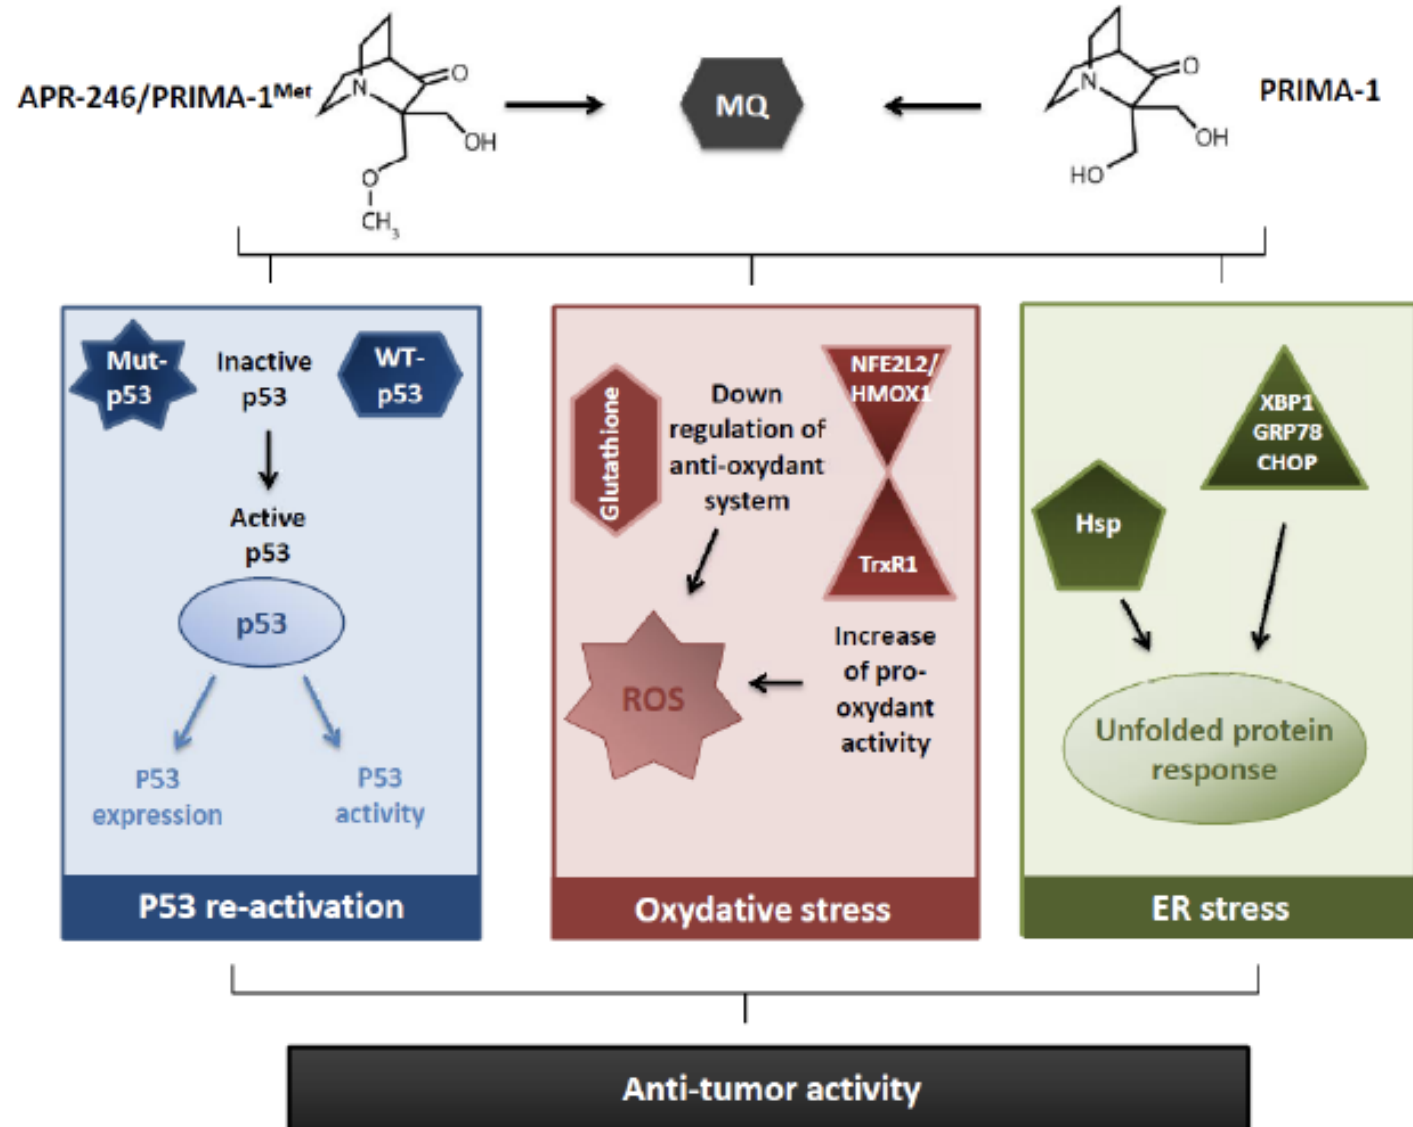 APR-246/PRIMA-1Met
N
O
OH
O
CH3
MQ
N
O
OH
HO
PRIMA-1
Mut-
p53
Inactive
p53
WT-
p53
Active
p53
p53
P53
expression
P53
activity
P53 re-activation
Glutathione
Down
regulation of
anti-oxydant
system
NFE2L2/
HMOX1
TrxR1
ROS
Increase
of pro-
oxydant
activity
Oxydative stress
XBP1
GRP78
CHOP
Hsp
Unfolded protein
response
ER stress
Anti-tumor activity